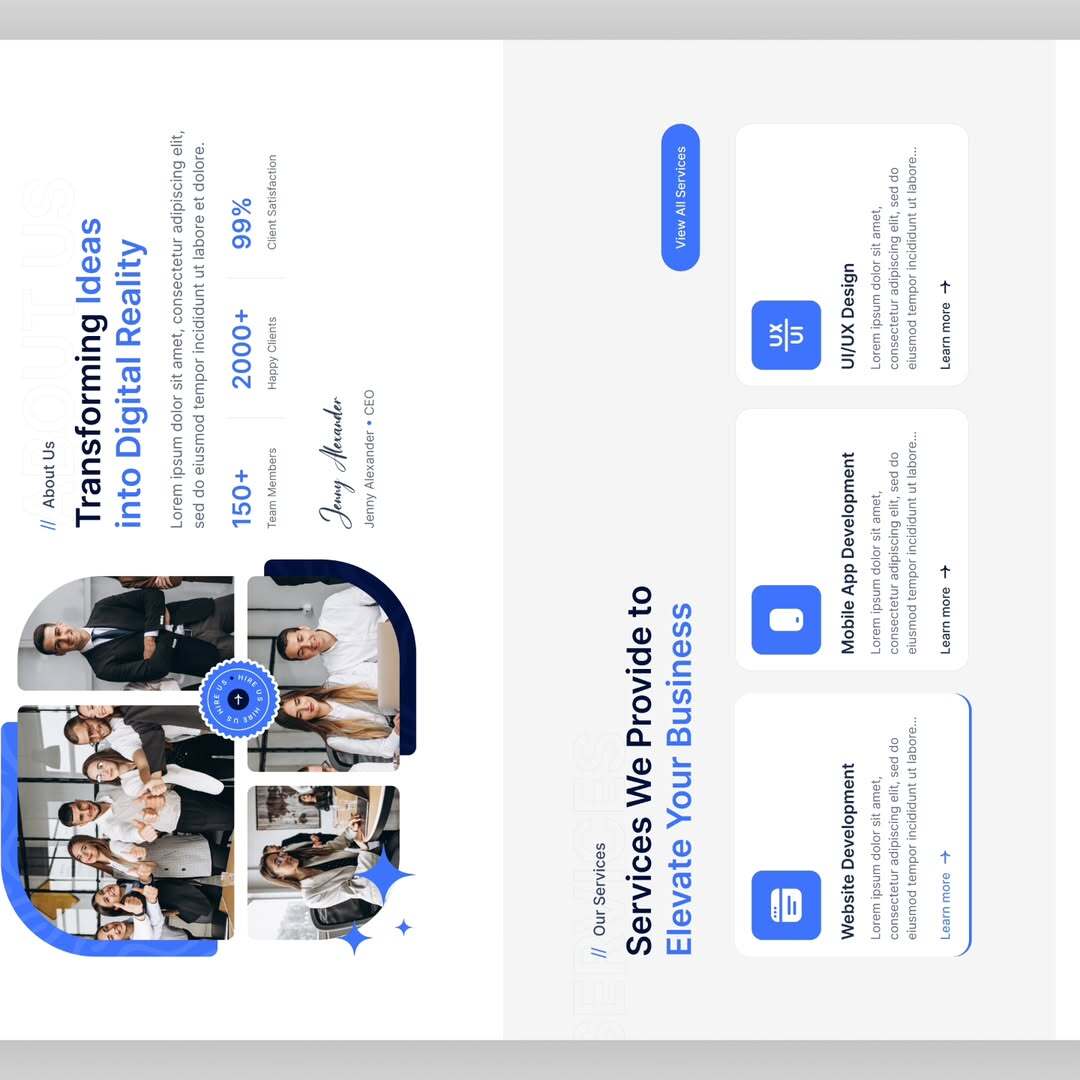 ABOUT US
// About Us
Transforming Ideas
into Digital Reality
Lorem ipsum dolor sit amet, consectetur adipiscing elit,
sed do eiusmod tempor incididunt ut labore et dolore.
150+
Team Members
2000+
Happy Clients
99%
Client Satisfaction
HIRE US • HIRE US HIRE US
Jenny Alexander
Jenny Alexander • CEO
SERVICES
// Our Services
Services We Provide to
Elevate Your Business
View All Services
Website Development
Lorem ipsum dolor sit amet,
consectetur adipiscing elit, sed do
eiusmod tempor incididunt ut labore...
Learn more
Mobile App Development
Lorem ipsum dolor sit amet,
consectetur adipiscing elit, sed do
eiusmod tempor incididunt ut labore...
Learn more
UX
UI
UI/UX Design
Lorem ipsum dolor sit amet,
consectetur adipiscing elit, sed do
eiusmod tempor incididunt ut labore...
Learn more